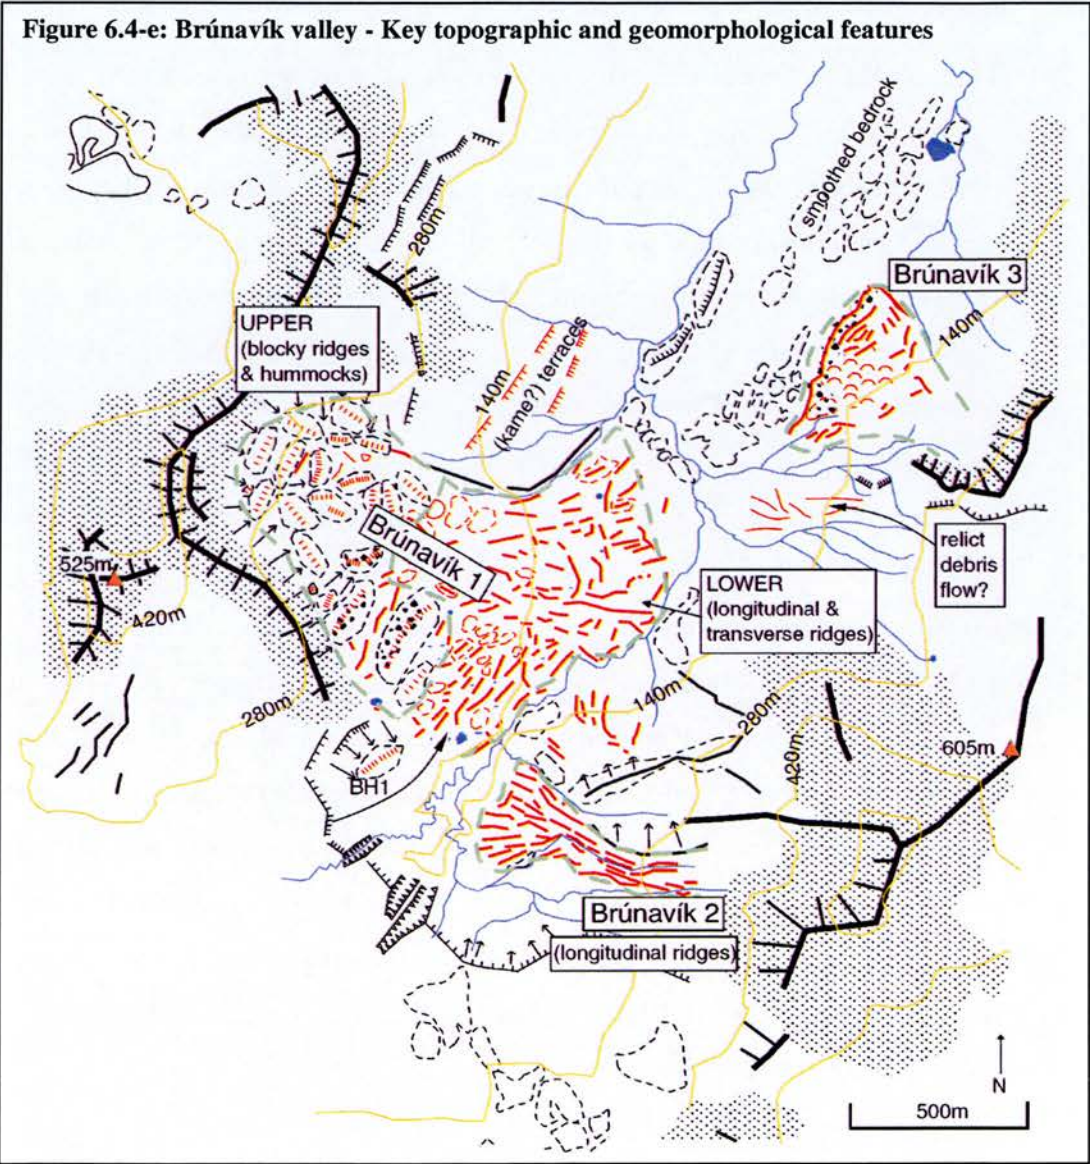 Figure 6.4-e: Brúnavík valley - Key topographic and geomorphological features
smoothed bedrock
280m
Brúnavík 3
UPPER
(blocky ridges
& hummocks)
140m
140m
(kame?) terraces
Brúnavík 1
relict
debris
flow?
525m
420m
LOWER
(longitudinal &
transverse ridges)
280m
140m
280m
420m
605m
BH1
Brúnavík 2
(longitudinal ridges)
N
500m